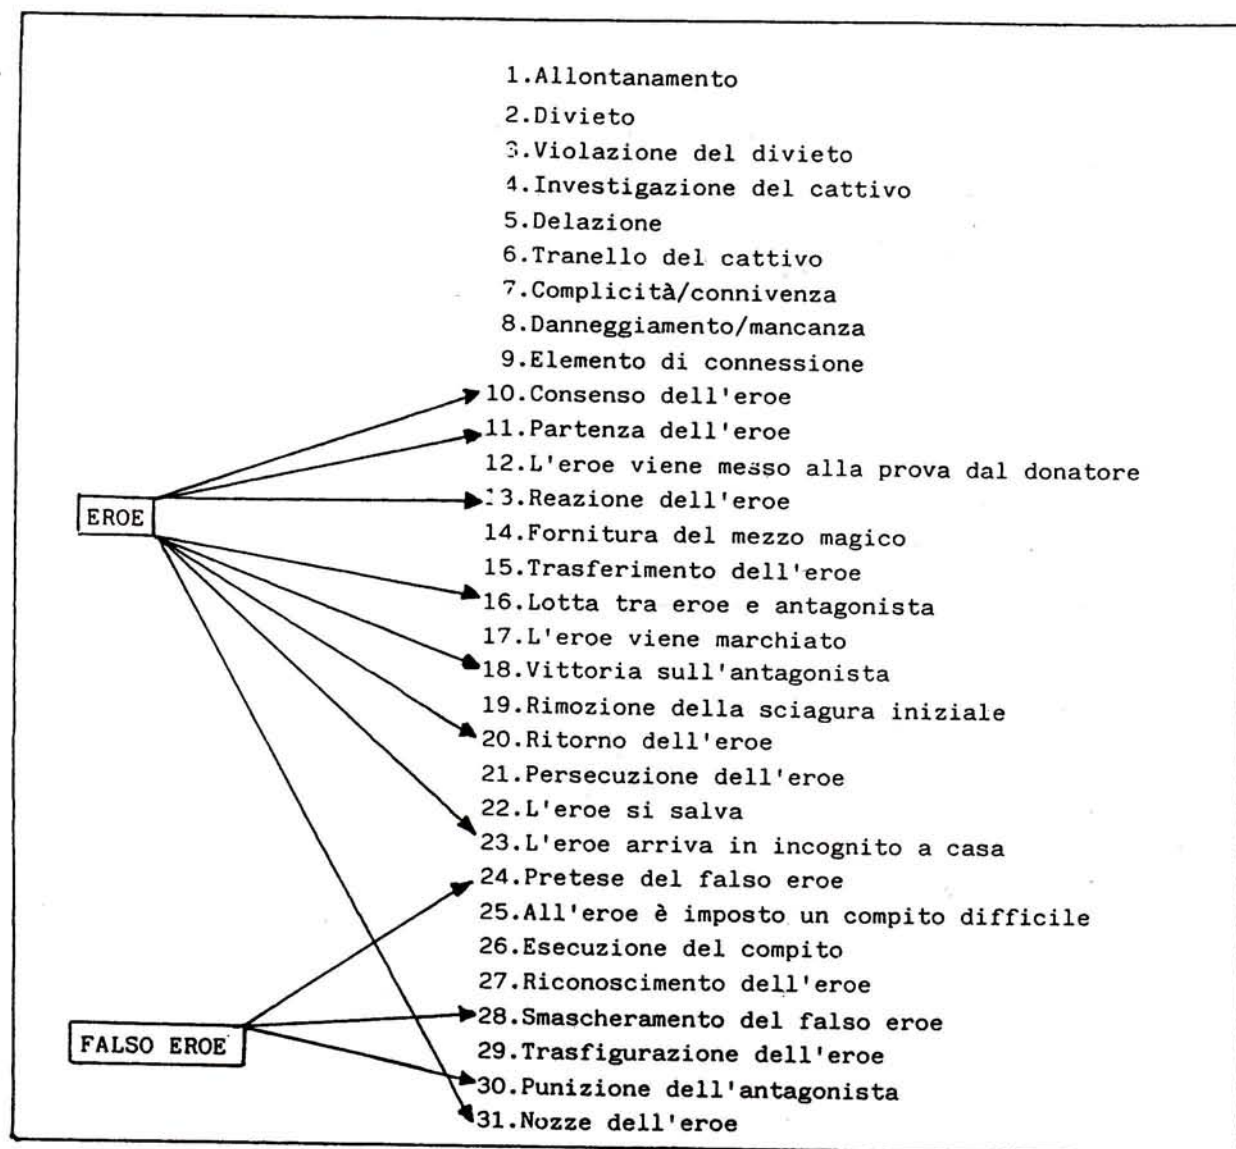 1.Allontanamento
2.Divieto
3.Violazione del divieto
4.Investigazione del cattivo
5.Delazione
6.Tranello del cattivo
7.Complicità/connivenza
8.Danneggiamento/mancanza
9.Elemento di connessione
10.Consenso dell'eroe
11.Partenza dell'eroe
12.L'eroe viene messo alla prova dal donatore
EROE
13.Reazione dell'eroe
14.Fornitura del mezzo magico
15.Trasferimento dell'eroe
16.Lotta tra eroe e antagonista
17.L'eroe viene marchiato
18.Vittoria sull'antagonista
19.Rimozione della sciagura iniziale
20.Ritorno dell'eroe
21.Persecuzione dell'eroe
22.L'eroe si salva
23.L'eroe arriva in incognito a casa
24.Pretese del falso eroe
25.All'eroe è imposto un compito difficile
26.Esecuzione del compito
27.Riconoscimento dell'eroe
28.Smascheramento del falso eroe
FALSO EROE
29.Trasfigurazione dell'eroe
30.Punizione dell'antagonista
31.Nozze dell'eroe